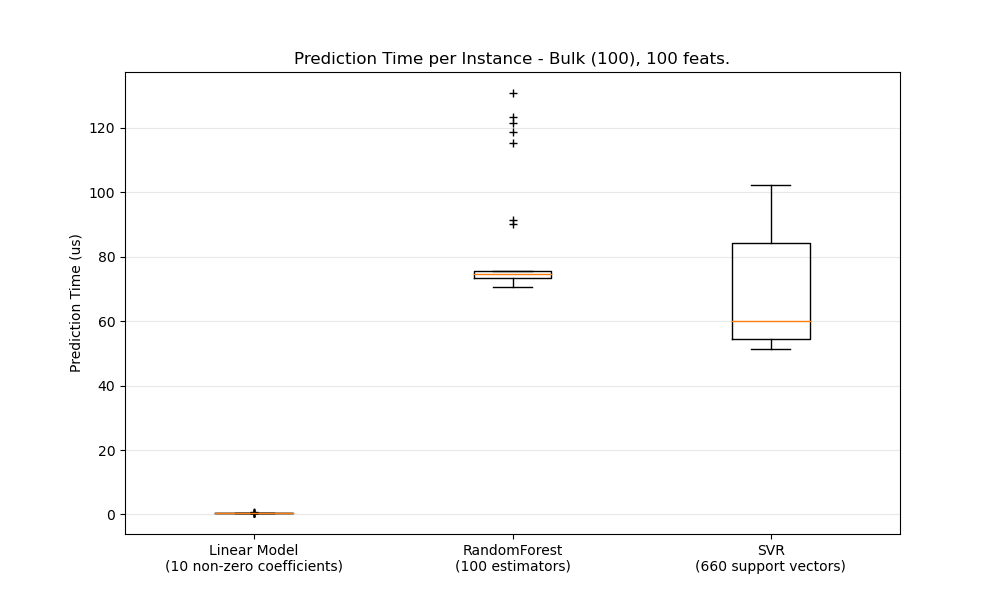 Prediction Time per Instance - Bulk (100), 100 feats.
Prediction Time (us)
120
100
80
60
40
20
0
Linear Model
(10 non-zero coefficients)
RandomForest
(100 estimators)
SVR
(660 support vectors)